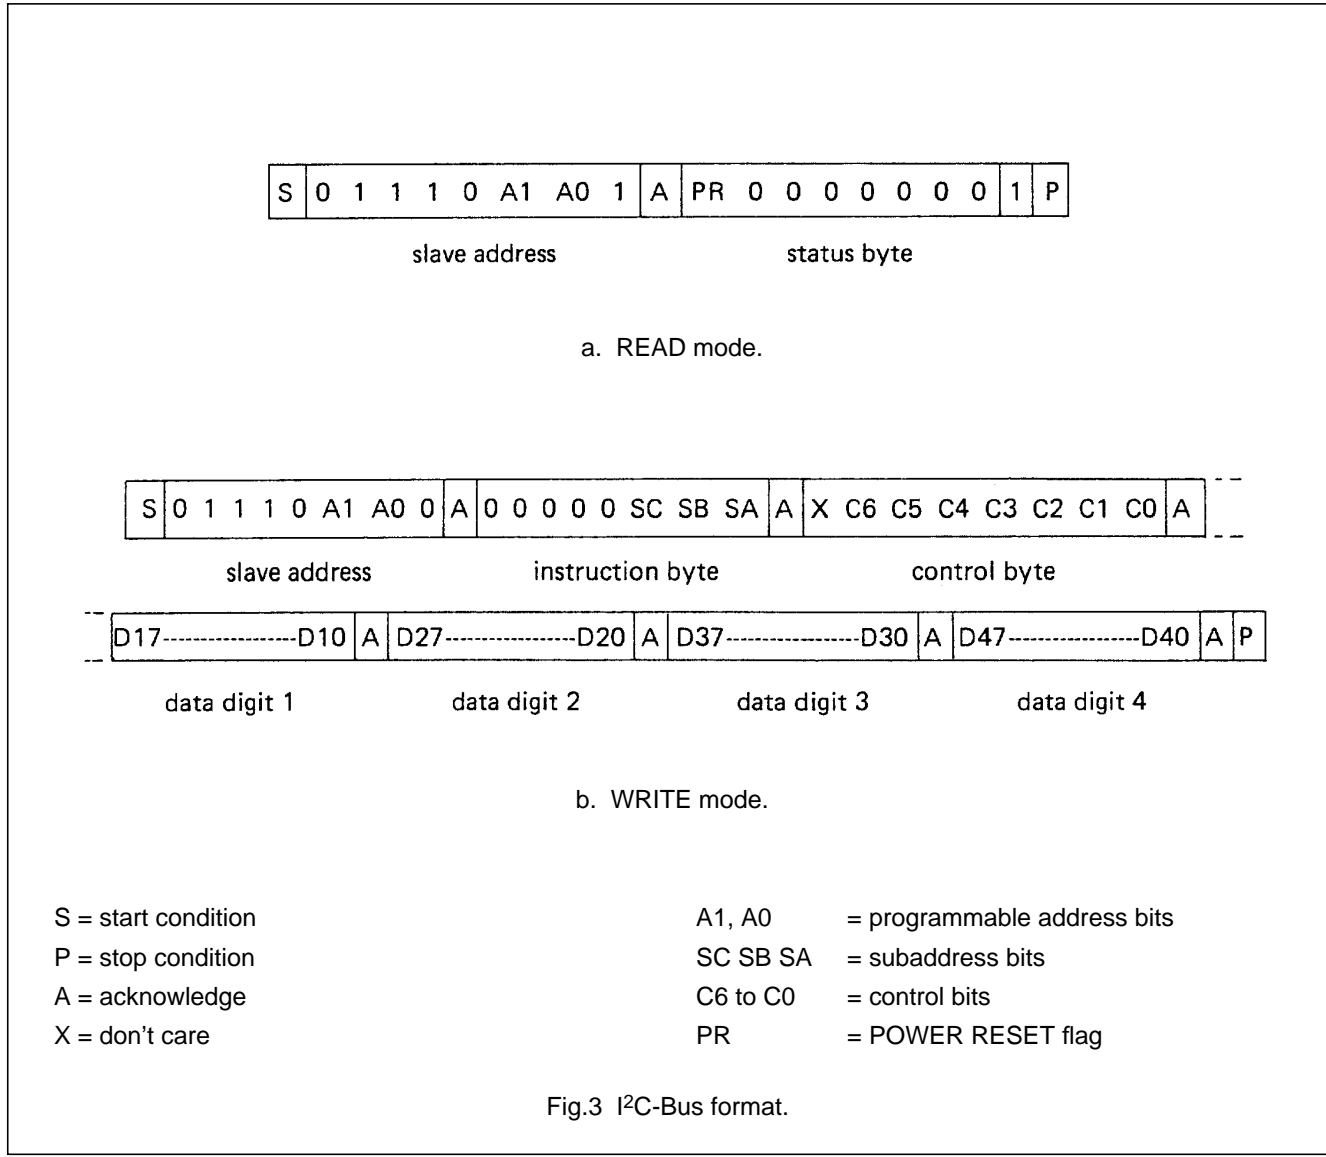 S 0 1 1 1 0 A1 A0 1 A PR 0 0 0 0 0 0 0 1 P
slave address status byte
a. READ mode.
S 0 1 1 1 0 A1 A0 0 A 0 0 0 0 0 SC SB SA A X C6 C5 C4 C3 C2 C1 C0 A
slave address instruction byte control byte
D17------------------D10 A D27------------------D20 A D37------------------D30 A D47------------------D40 A P
data digit 1 data digit 2 data digit 3 data digit 4
b. WRITE mode.
S = start condition A1, A0 = programmable address bits
P = stop condition SC SB SA = subaddress bits
A = acknowledge C6 to C0 = control bits
X = don't care PR = POWER RESET flag
Fig.3 I²C-Bus format.